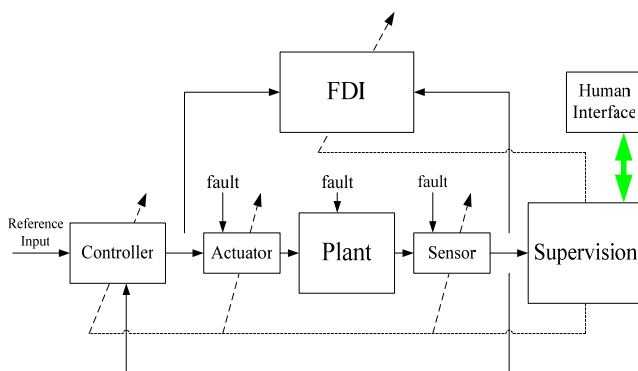 FDI
Human
Interface
fault
fault
fault
Reference
Input
Controller
Actuator
Plant
Sensor
Supervision